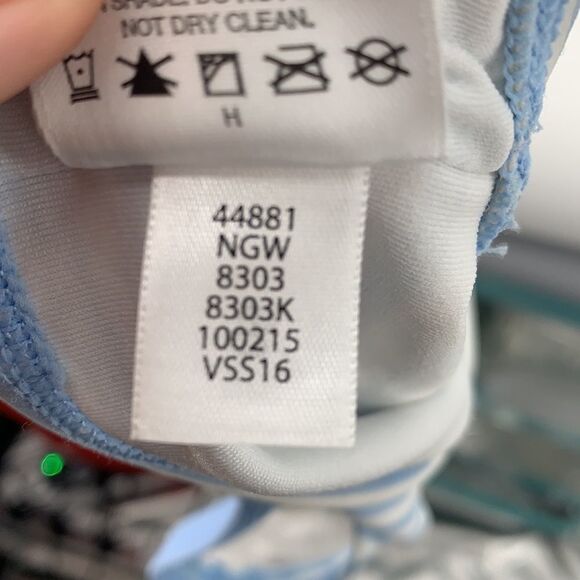 NOT DRY CLEAN.
H
44881
NGW
8303
8303K
100215
VSS16